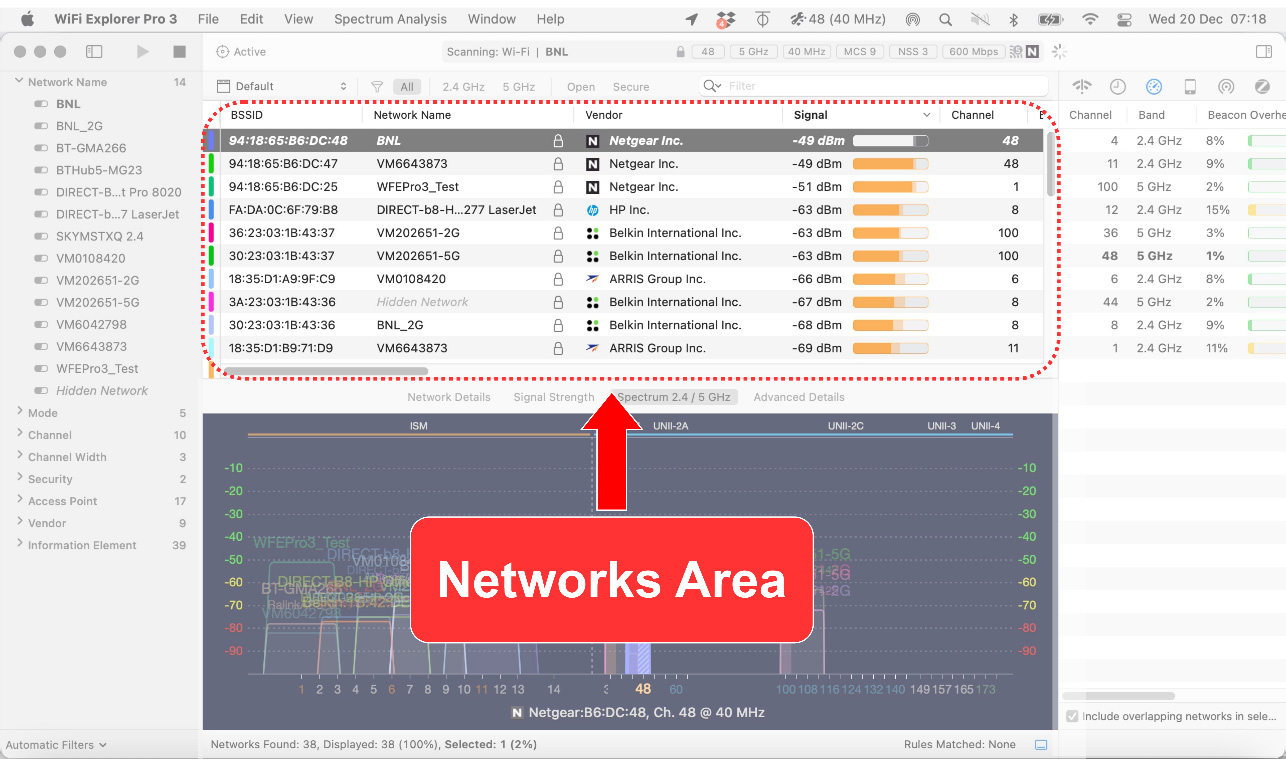 WiFi Explorer Pro 3 File Edit View Spectrum Analysis Window Help 4 48 (40 MHz) Wed 20 Dec 07:18
Active Scanning: Wi-Fi | BNL 48 5 GHz 40 MHz MCS 9 NSS 3 600 Mbps N
Network Name 14
BNL
BNL_2G
BT-GMA266
BTHub5-MG23
DIRECT-B...t Pro 8020
DIRECT-b...7 LaserJet
SKYMSTXQ 2.4
VM0108420
VM202651-2G
VM202651-5G
VM6042798
VM6643873
WFEPro3_Test
Hidden Network
Mode 5
Channel 10
Channel Width 3
Security 2
Access Point 17
Vendor 9
Information Element 39
Automatic Filters
Default All 2.4 GHz 5 GHz Open Secure Filter
BSSID Network Name Vendor Signal Channel
94:18:65:B6:DC:48 BNL N Netgear Inc. -49 dBm 48
94:18:65:B6:DC:47 VM6643873 N Netgear Inc. -49 dBm 48
94:18:65:B6:DC:25 WFEPro3_Test N Netgear Inc. -51 dBm 1
FA:DA:0C:6F:79:B8 DIRECT-b8-H...277 LaserJet hp HP Inc. -63 dBm 8
36:23:03:1B:43:37 VM202651-2G Belkin International Inc. -63 dBm 100
30:23:03:1B:43:37 VM202651-5G Belkin International Inc. -63 dBm 100
18:35:D1:A9:9F:C9 VM0108420 ARRIS Group Inc. -66 dBm 6
3A:23:03:1B:43:36 Hidden Network Belkin International Inc. -67 dBm 8
30:23:03:1B:43:36 BNL_2G Belkin International Inc. -68 dBm 8
18:35:D1:B9:71:D9 VM6643873 ARRIS Group Inc. -69 dBm 11
Channel Band Beacon Overhe
4 2.4 GHz 8%
11 2.4 GHz 9%
100 5 GHz 2%
12 2.4 GHz 15%
36 5 GHz 3%
48 5 GHz 1%
6 2.4 GHz 8%
44 5 GHz 2%
8 2.4 GHz 9%
1 2.4 GHz 11%
Include overlapping networks in sele...
Network Details Signal Strength Spectrum 2.4 / 5 GHz Advanced Details
ISM UNII-2A UNII-2C UNII-3 UNII-4
-10 -10
-20 -20
-30 -30
-40 WFEPro3_Test -40
-50 DIRECT-b8- VM0108 1-5G -50
-60 BT-GMA266 DIRECT-B8-HP -60
-70 -70
-80 VM6042798 -80
-90 -90
Networks Area
1 2 3 4 5 6 7 8 9 10 11 12 13 14 48 60 100 108 116 124 132 140 149 157 165 173
N Netgear:B6:DC:48, Ch. 48 @ 40 MHz
Networks Found: 38, Displayed: 38 (100%), Selected: 1 (2%) Rules Matched: None